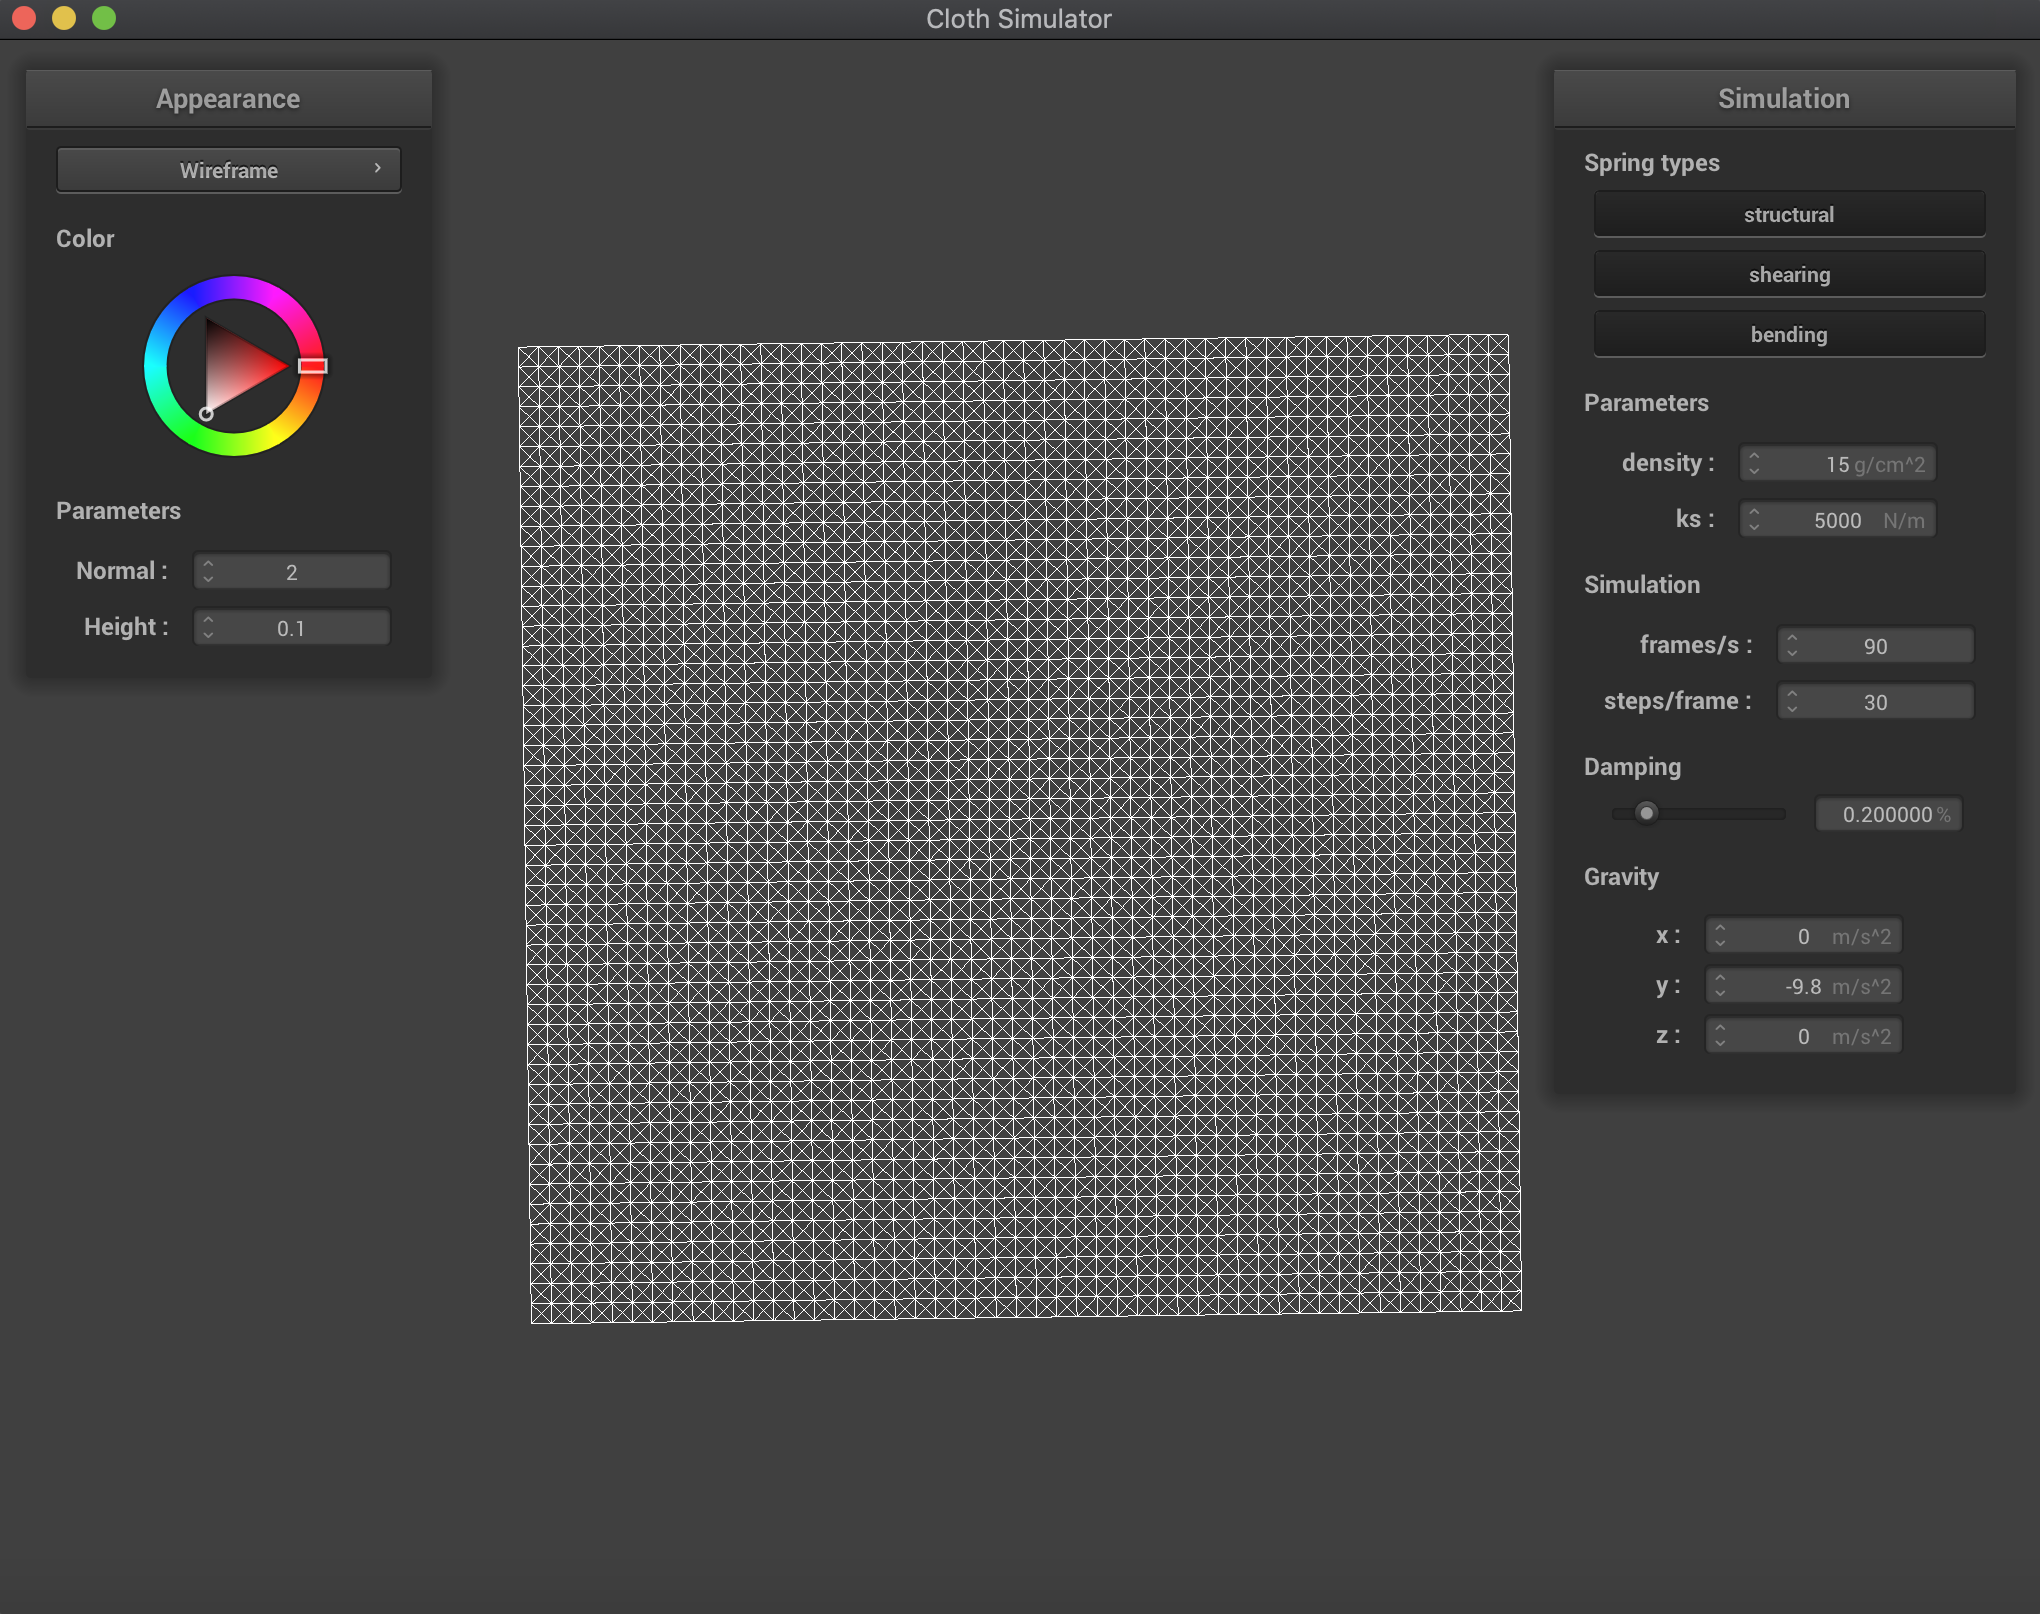 Cloth Simulator
Appearance
Wireframe
Color
Parameters
Normal : 2
Height : 0.1
Simulation
Spring types
structural
shearing
bending
Parameters
density : 15 g/cm^2
ks : 5000 N/m
Simulation
frames/s : 90
steps/frame : 30
Damping
0.200000 %
Gravity
x : 0 m/s^2
y : -9.8 m/s^2
z : 0 m/s^2